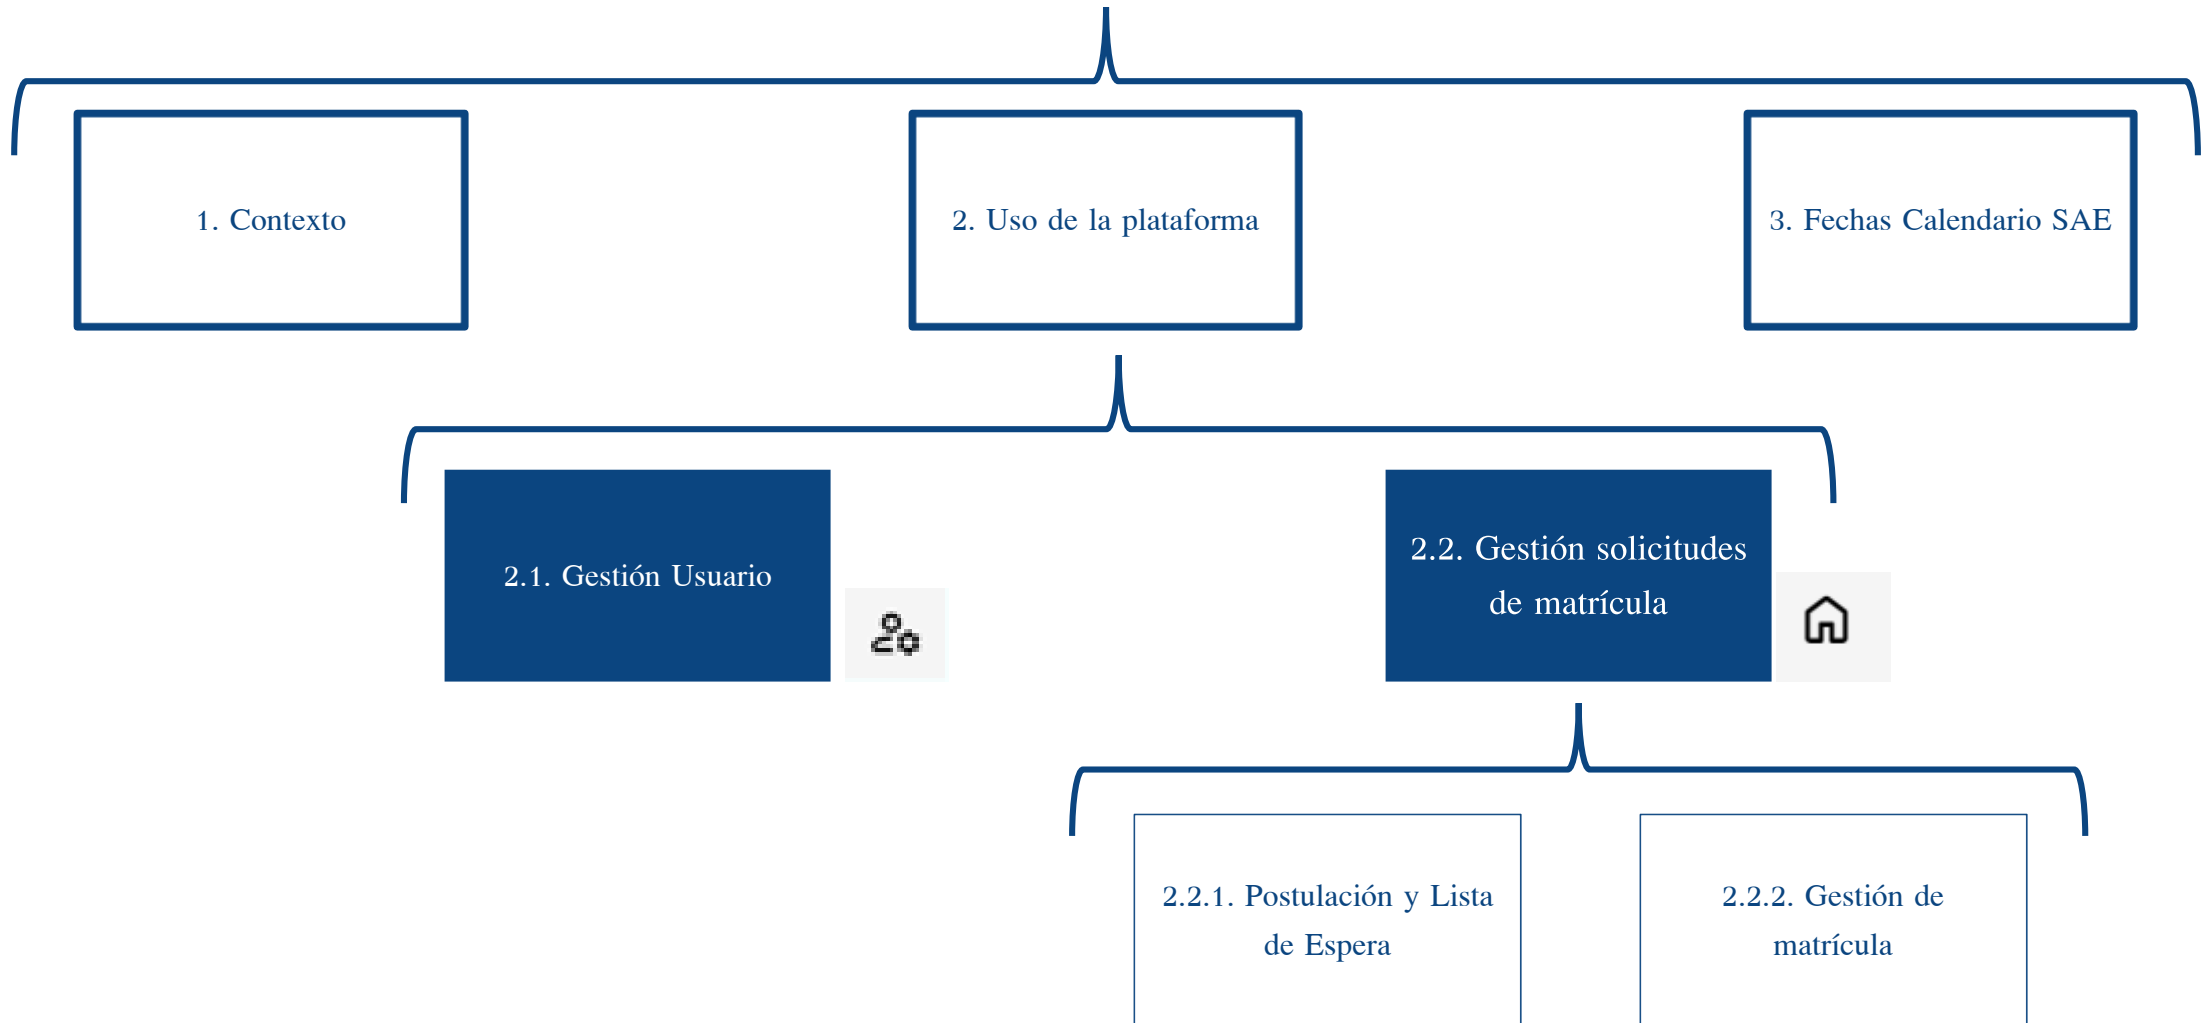 1. Contexto
2. Uso de la plataforma
3. Fechas Calendario SAE
2.1. Gestión Usuario
2.2. Gestión solicitudes
de matrícula
2.2.1. Postulación y Lista
de Espera
2.2.2. Gestión de
matrícula